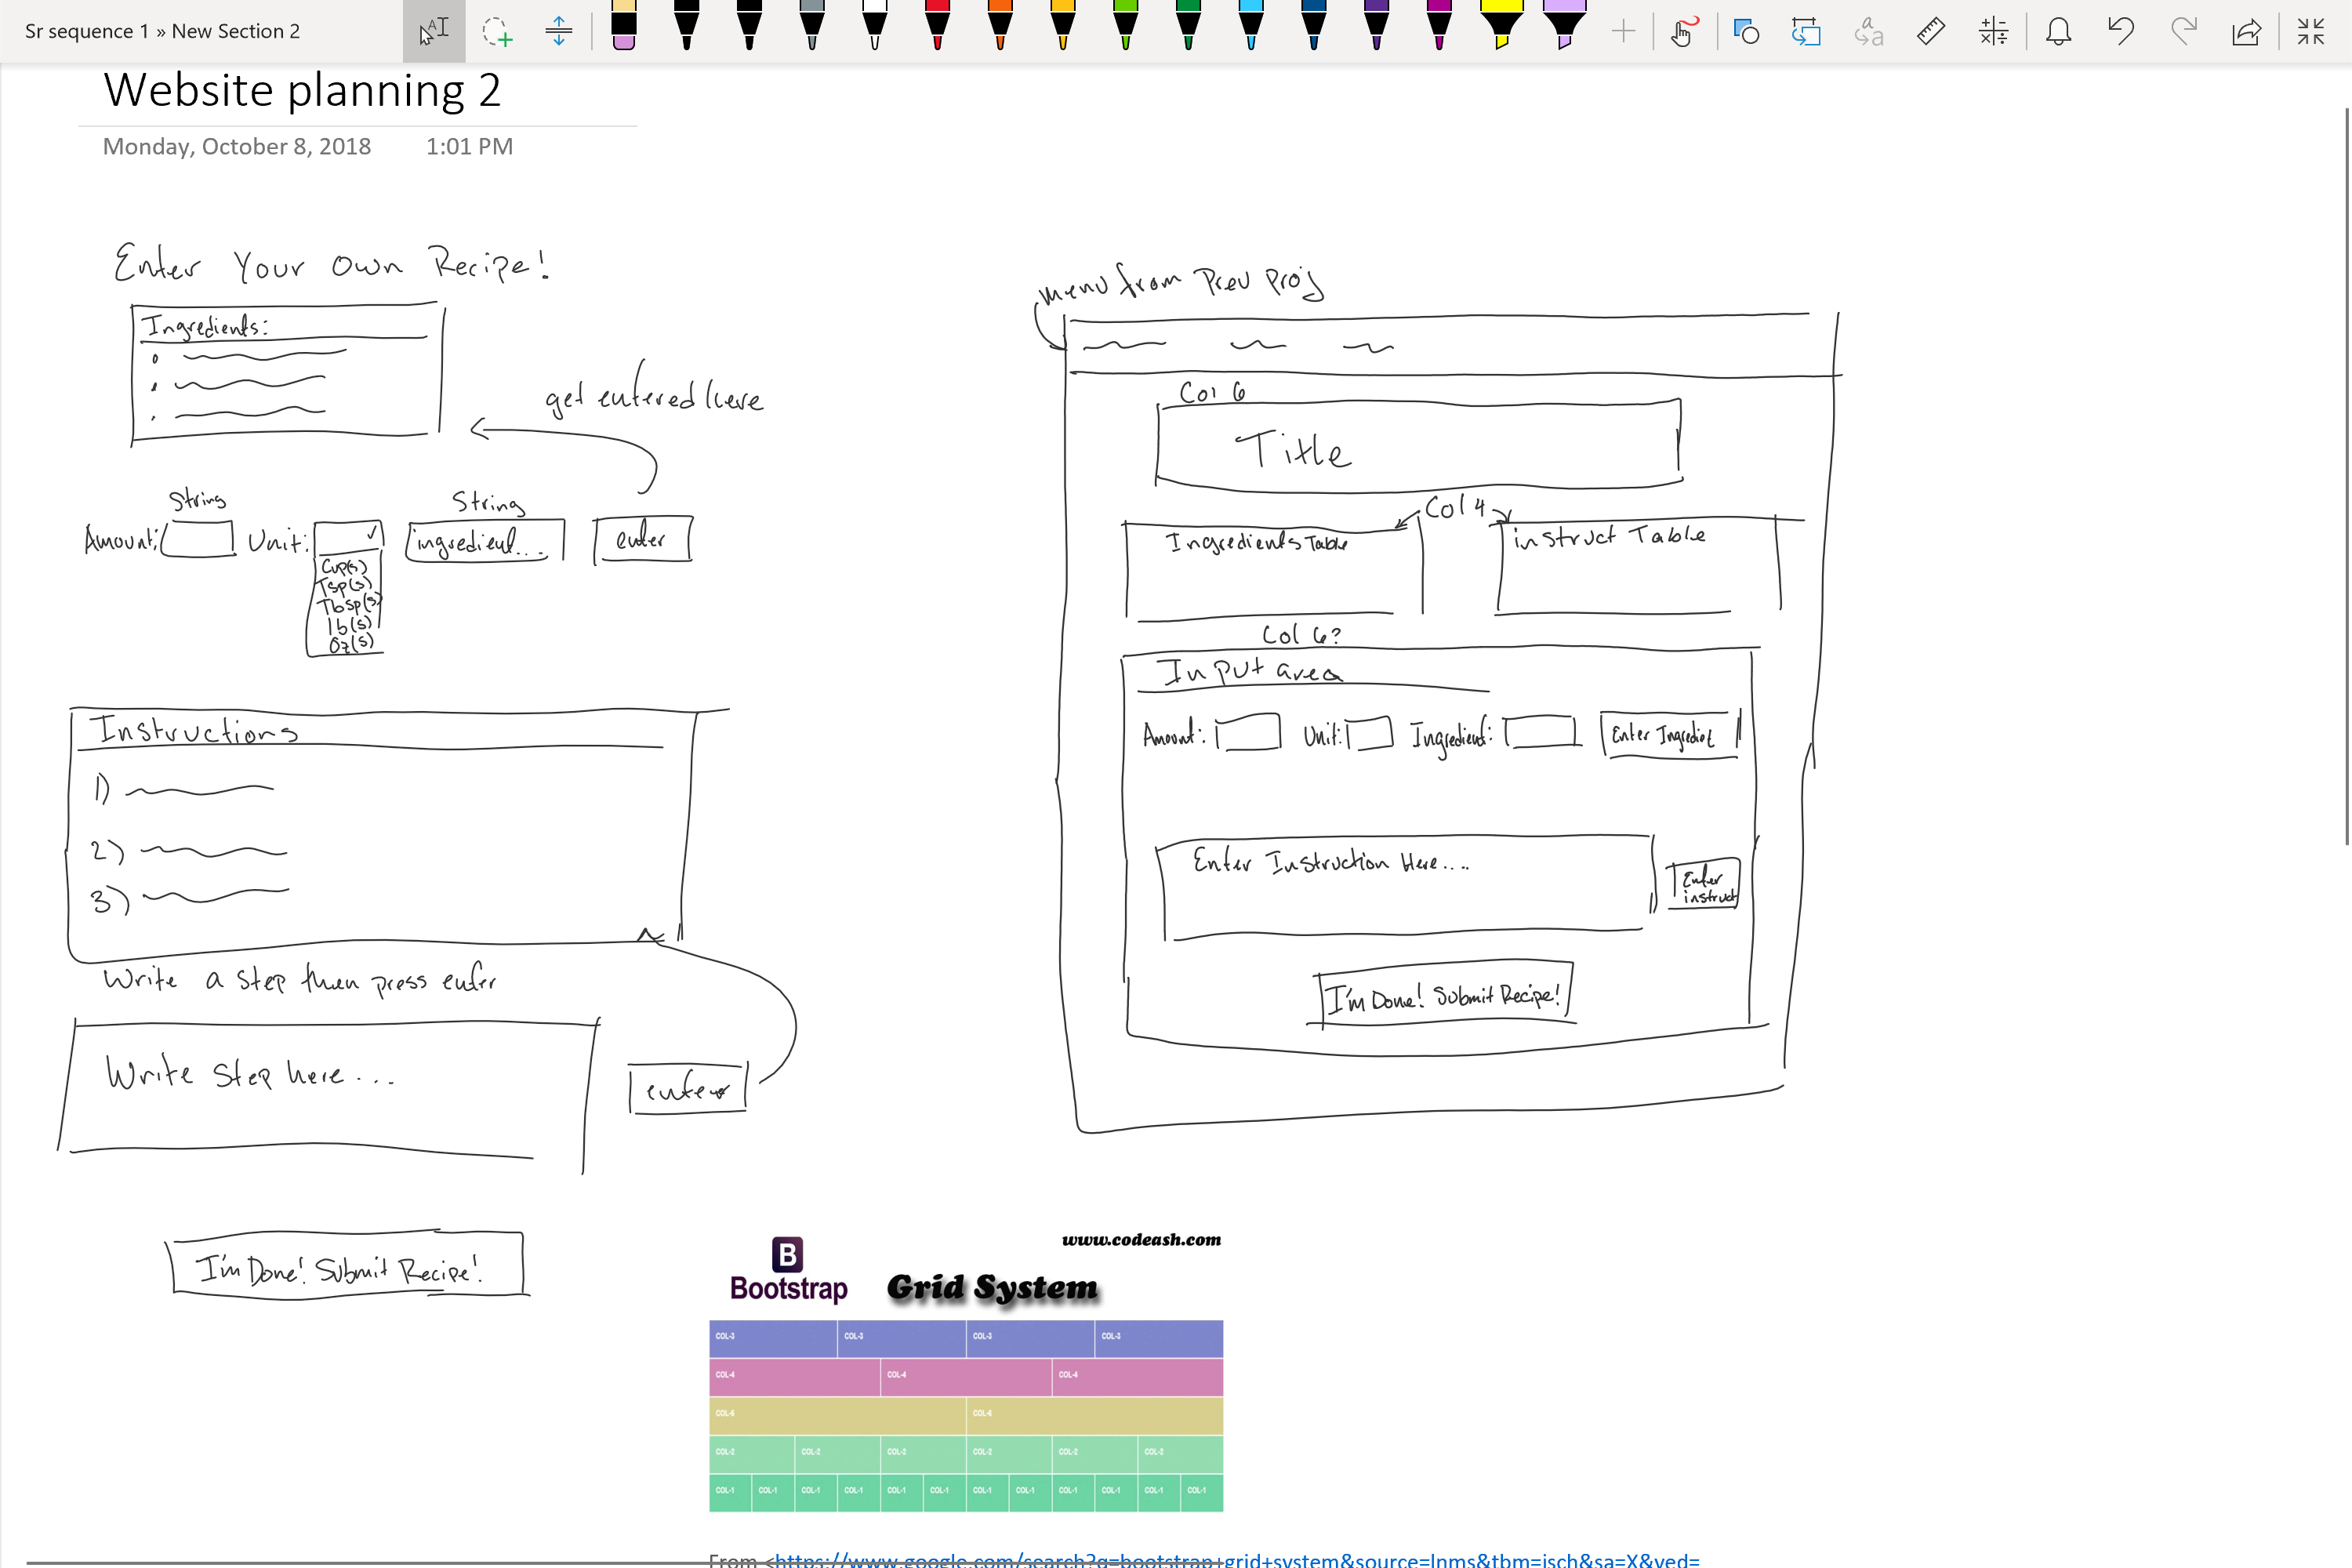 Sr sequence 1 » New Section 2
Website planning 2
Monday, October 8, 2018 1:01 PM
Enter Your Own Recipe!
Ingredients:
get entered here
String
String
Amount:
Unit:
ingredient...
enter
Cup(s)
Tsp(s)
Tbsp(s)
lb(s)
Oz(s)
Instructions
1)
2)
3)
Write a step then press enter
Write Step here...
enter
I'm Done! Submit Recipe!
menu from Prev Proj
Col 6
Title
Col 4
Ingredients Table
instruct Table
Col 6?
Input area
Amount:
Unit:
Ingredient:
Enter Ingrediet
Enter Instruction Here....
Enter
instruct
I'm Done! Submit Recipe!
www.codeash.com
B
Bootstrap
Grid System
COL-3 COL-3 COL-3 COL-3
COL-4 COL-4 COL-4
COL-6 COL-6
COL-2 COL-2 COL-2 COL-2 COL-2 COL-2
COL-1 COL-1 COL-1 COL-1 COL-1 COL-1 COL-1 COL-1 COL-1 COL-1 COL-1 COL-1
From <https://www.google.com/search?q=bootstrap+grid+system&source=lnms&tbm=isch&sa=X&ved=